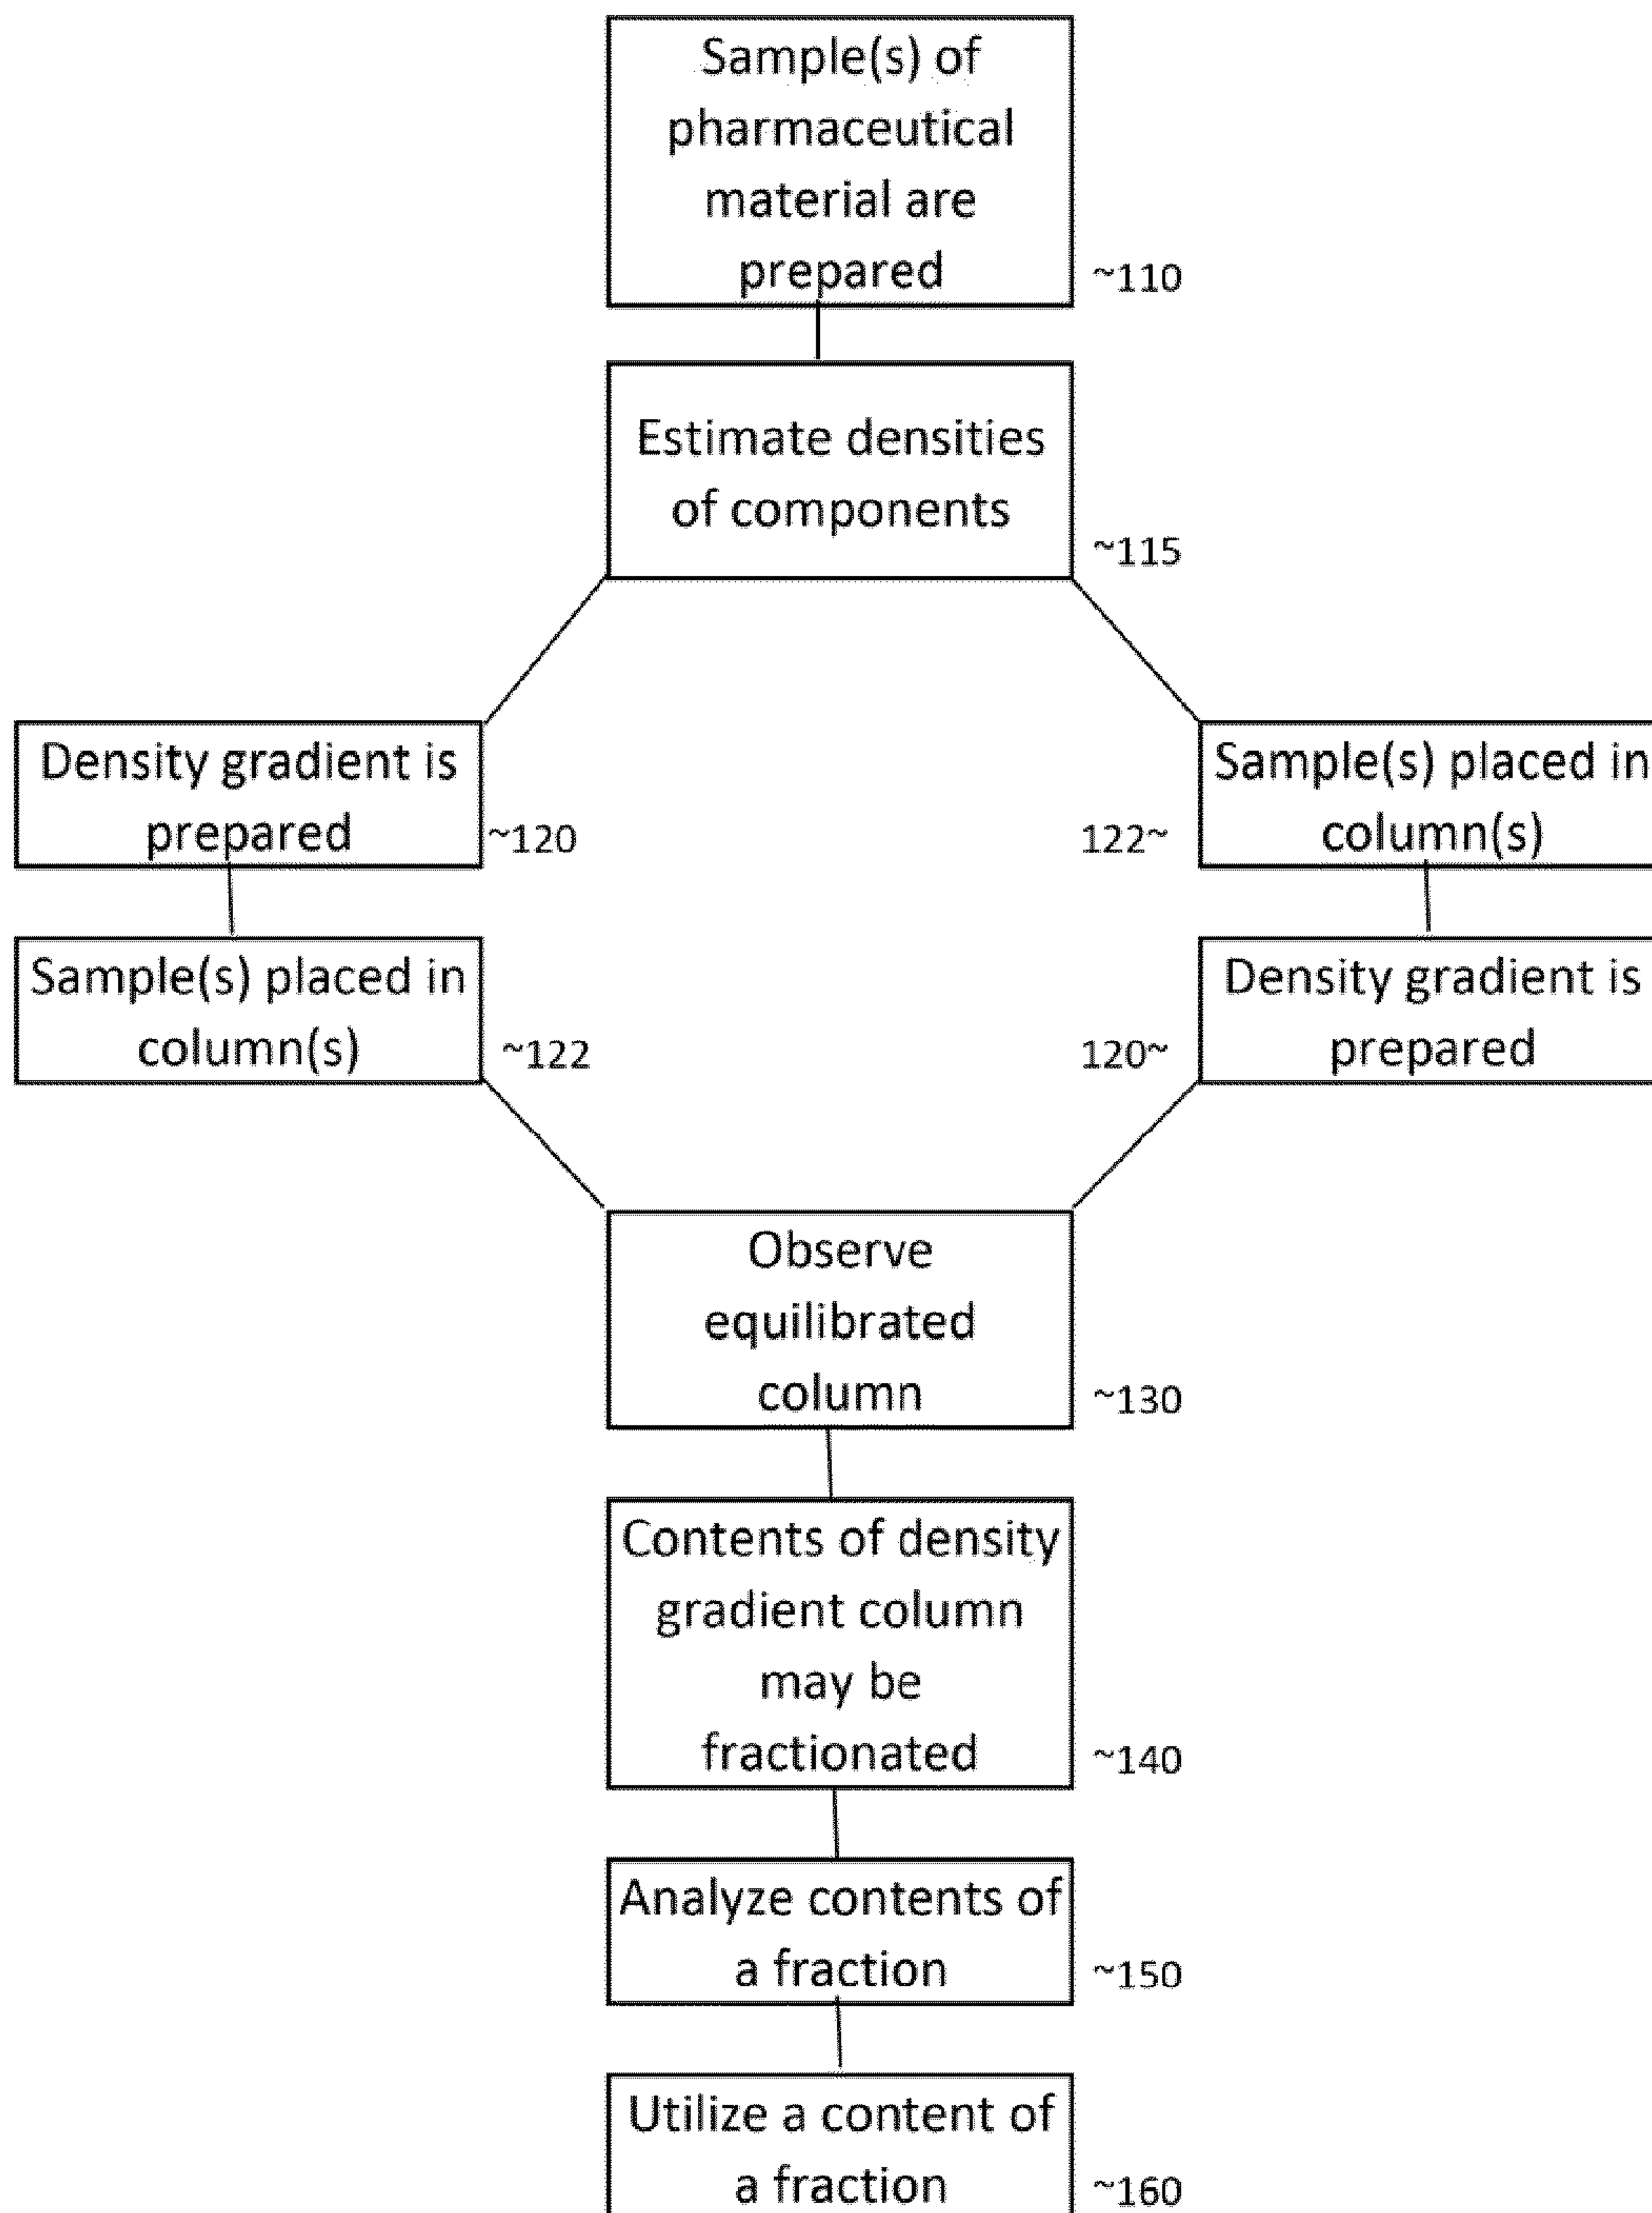 Sample(s) of
pharmaceutical
material are
prepared
~110
Estimate densities
of components
~115
Density gradient is
prepared
~120
Sample(s) placed in
column(s)
122~
Sample(s) placed in
column(s)
~122
Density gradient is
prepared
120~
Observe
equilibrated
column
~130
Contents of density
gradient column
may be
fractionated
~140
Analyze contents of
a fraction
~150
Utilize a content of
a fraction
~160